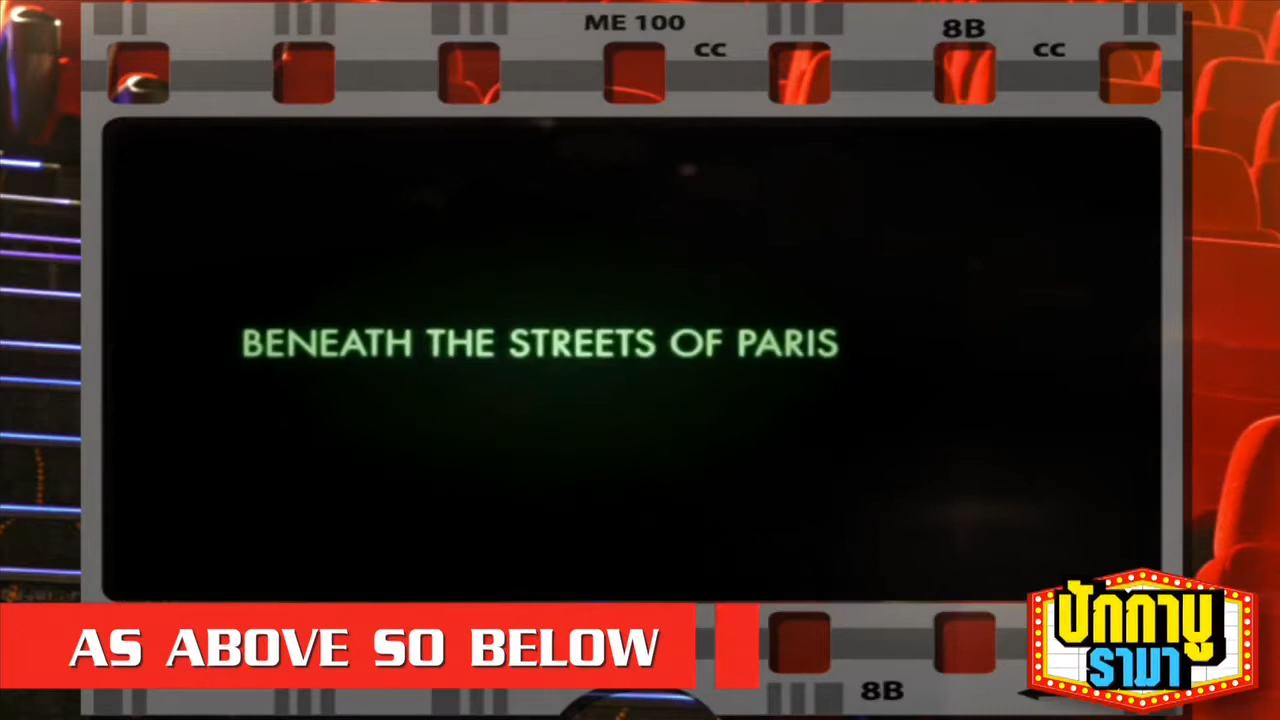 ME 100
8B
CC
CC
BENEATH THE STREETS OF PARIS
AS ABOVE SO BELOW
ปักกาบู
รามา
8B